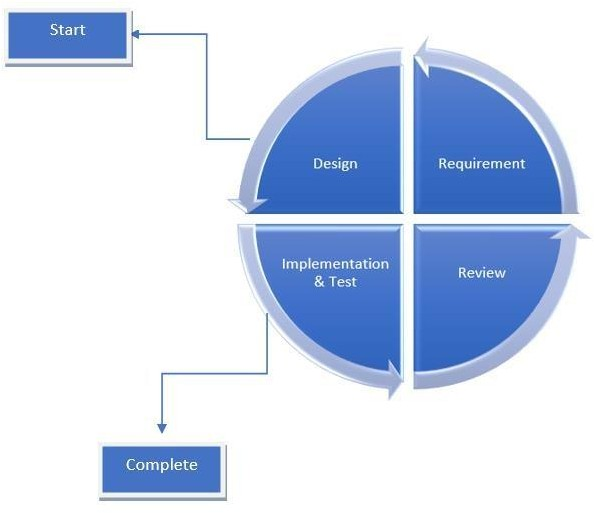 Start
Design
Requirement
Implementation
& Test
Review
Complete